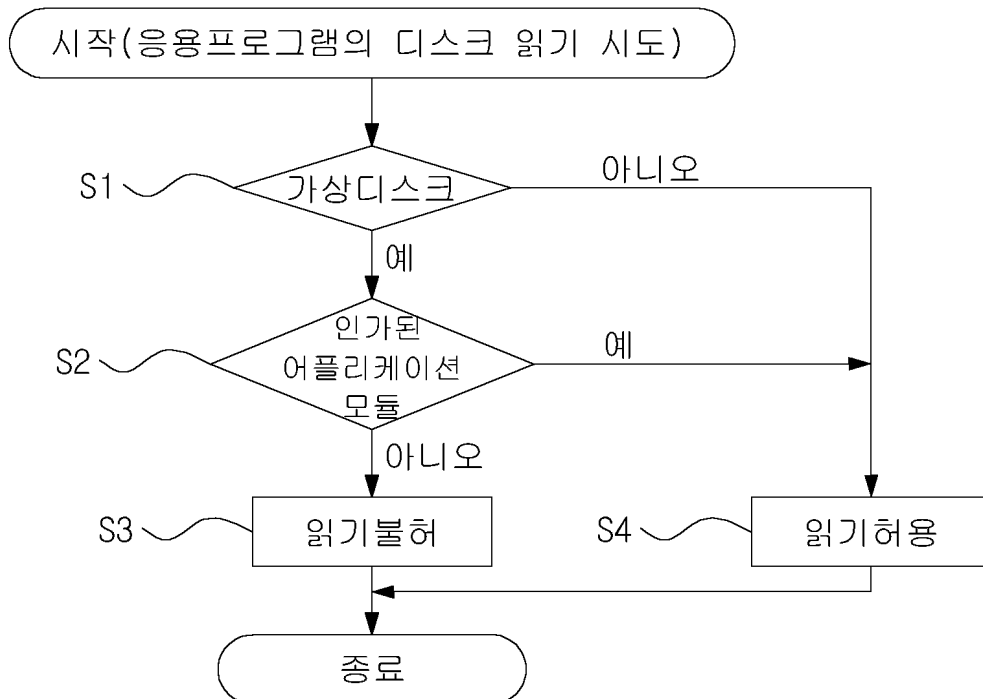 시작(응용프로그램의 디스크 읽기 시도)
S1
가상디스크
아니오
예
S2
인가된
어플리케이션
모듈
예
아니오
S3
읽기불허
S4
읽기허용
종료